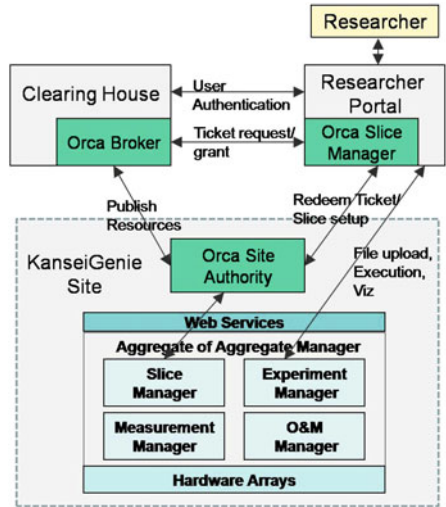 Researcher
Clearing House
User
Authentication
Researcher
Portal
Orca Broker
Ticket request/
grant
Orca Slice
Manager
Publish
Resources
Redeem Ticket/
Slice setup
KanseiGenie
Site
Orca Site
Authority
File upload,
Execution,
Viz
Web Services
Aggregate of Aggregate Manager
Slice
Manager
Experiment
Manager
Measurement
Manager
O&M
Manager
Hardware Arrays